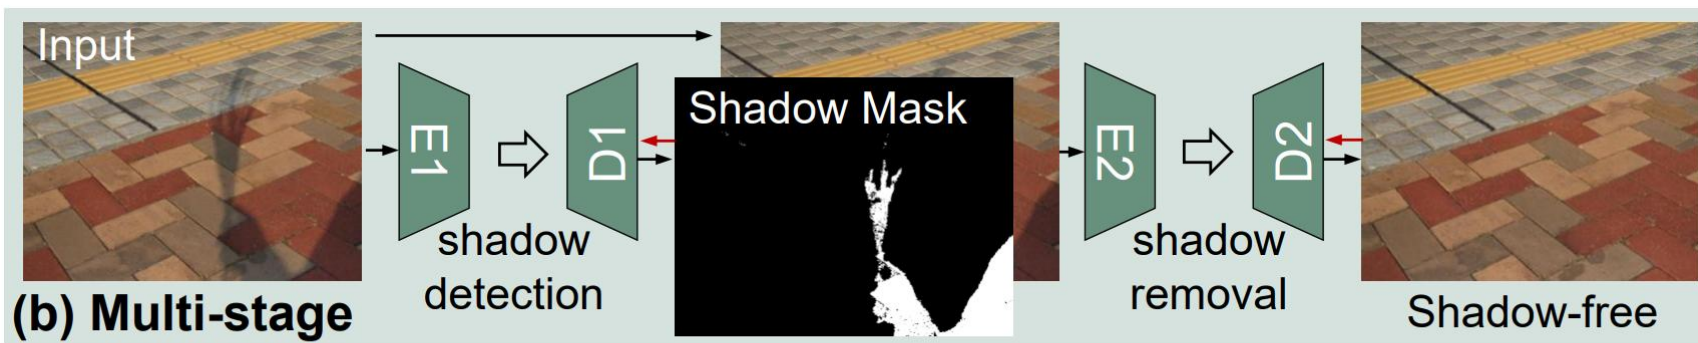 Input
E1
D1
shadow
detection
Shadow Mask
E2
D2
shadow
removal
(b) Multi-stage
Shadow-free